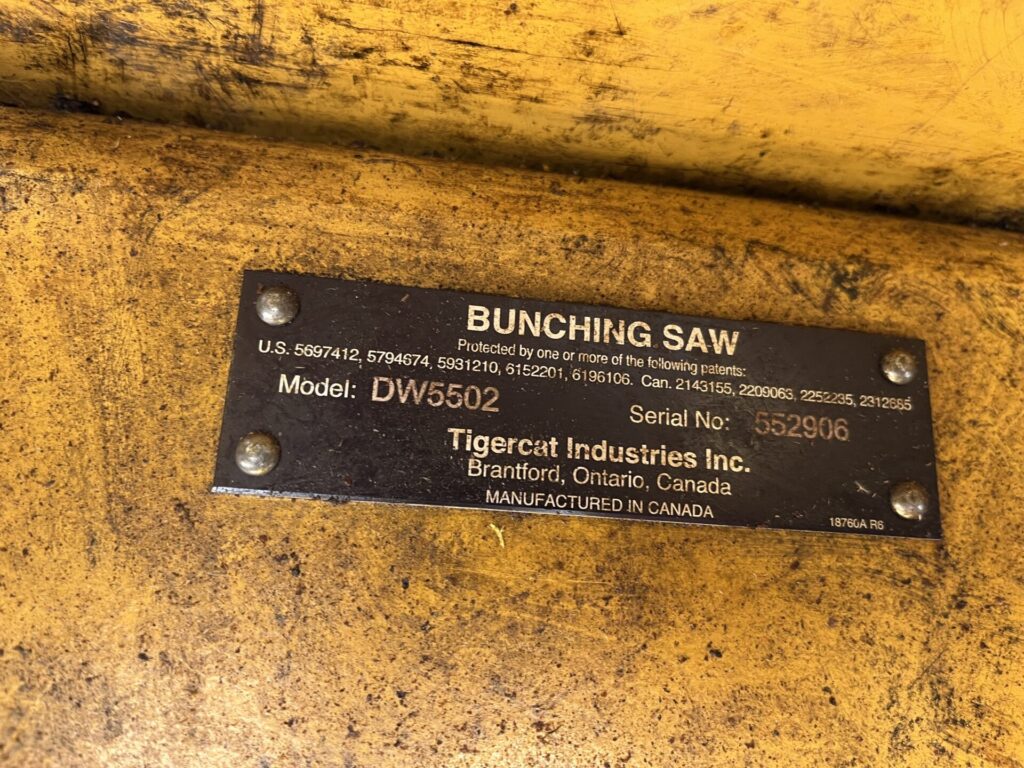 BUNCHING SAW
Protected by one or more of the following patents:
U.S. 5697412, 5794674, 5931210, 6152201, 6196106. Can. 2143155, 2209063, 2252235, 2312685
Model: DW5502
Serial No: 552906
Tigercat Industries Inc.
Brantford, Ontario, Canada
MANUFACTURED IN CANADA
18760A R6